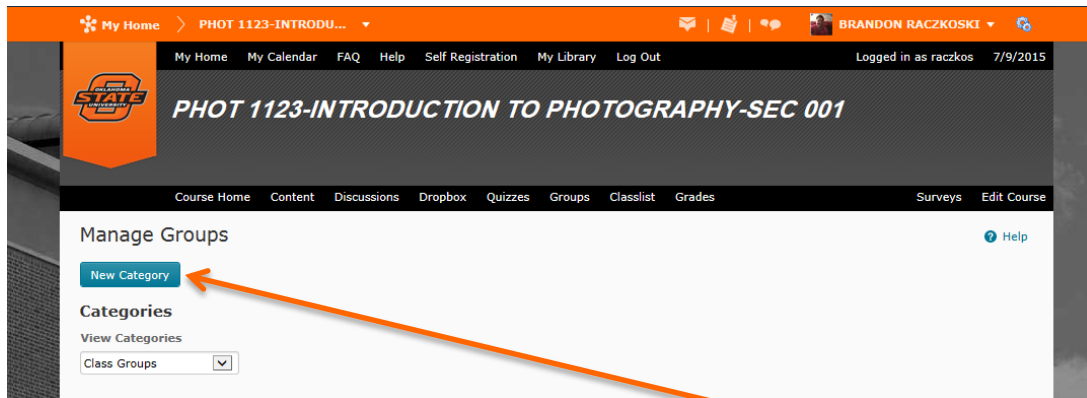 My Home PHOT 1123-INTRODU... BRANDON RACZKOSKI
My Home My Calendar FAQ Help Self Registration My Library Log Out Logged in as raczkos 7/9/2015
OKLAHOMA
STATE
UNIVERSITY
PHOT 1123-INTRODUCTION TO PHOTOGRAPHY-SEC 001
Course Home Content Discussions Dropbox Quizzes Groups Classlist Grades Surveys Edit Course
Manage Groups
Help
New Category
Categories
View Categories
Class Groups